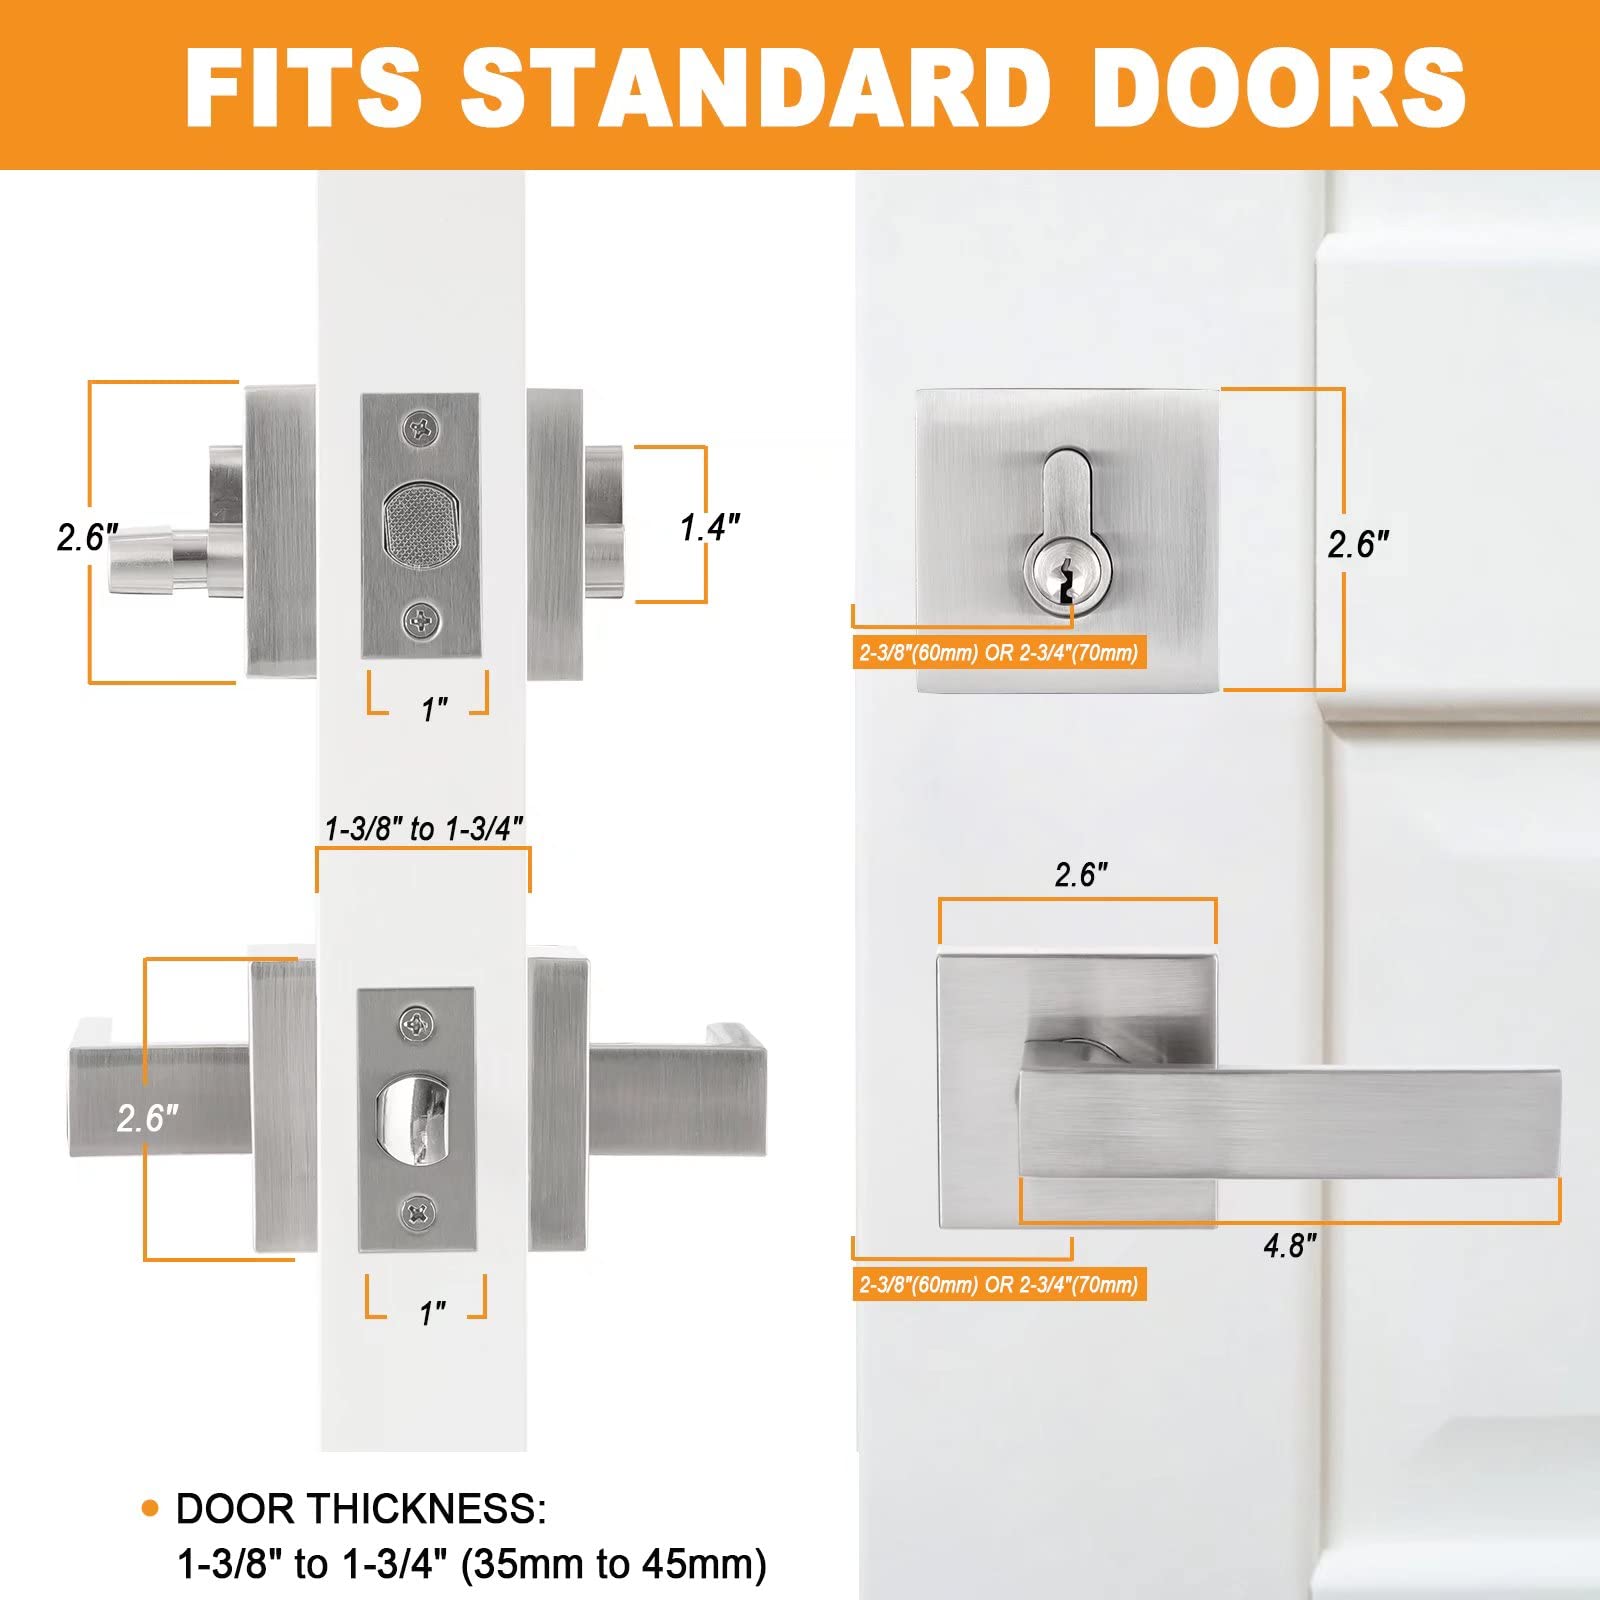 FITS STANDARD DOORS
2.6"
1.4"
1"
2.6"
2-3/8"(60mm) OR 2-3/4"(70mm)
1-3/8" to 1-3/4"
2.6"
2.6"
1"
4.8"
2-3/8"(60mm) OR 2-3/4"(70mm)
DOOR THICKNESS:
1-3/8" to 1-3/4" (35mm to 45mm)